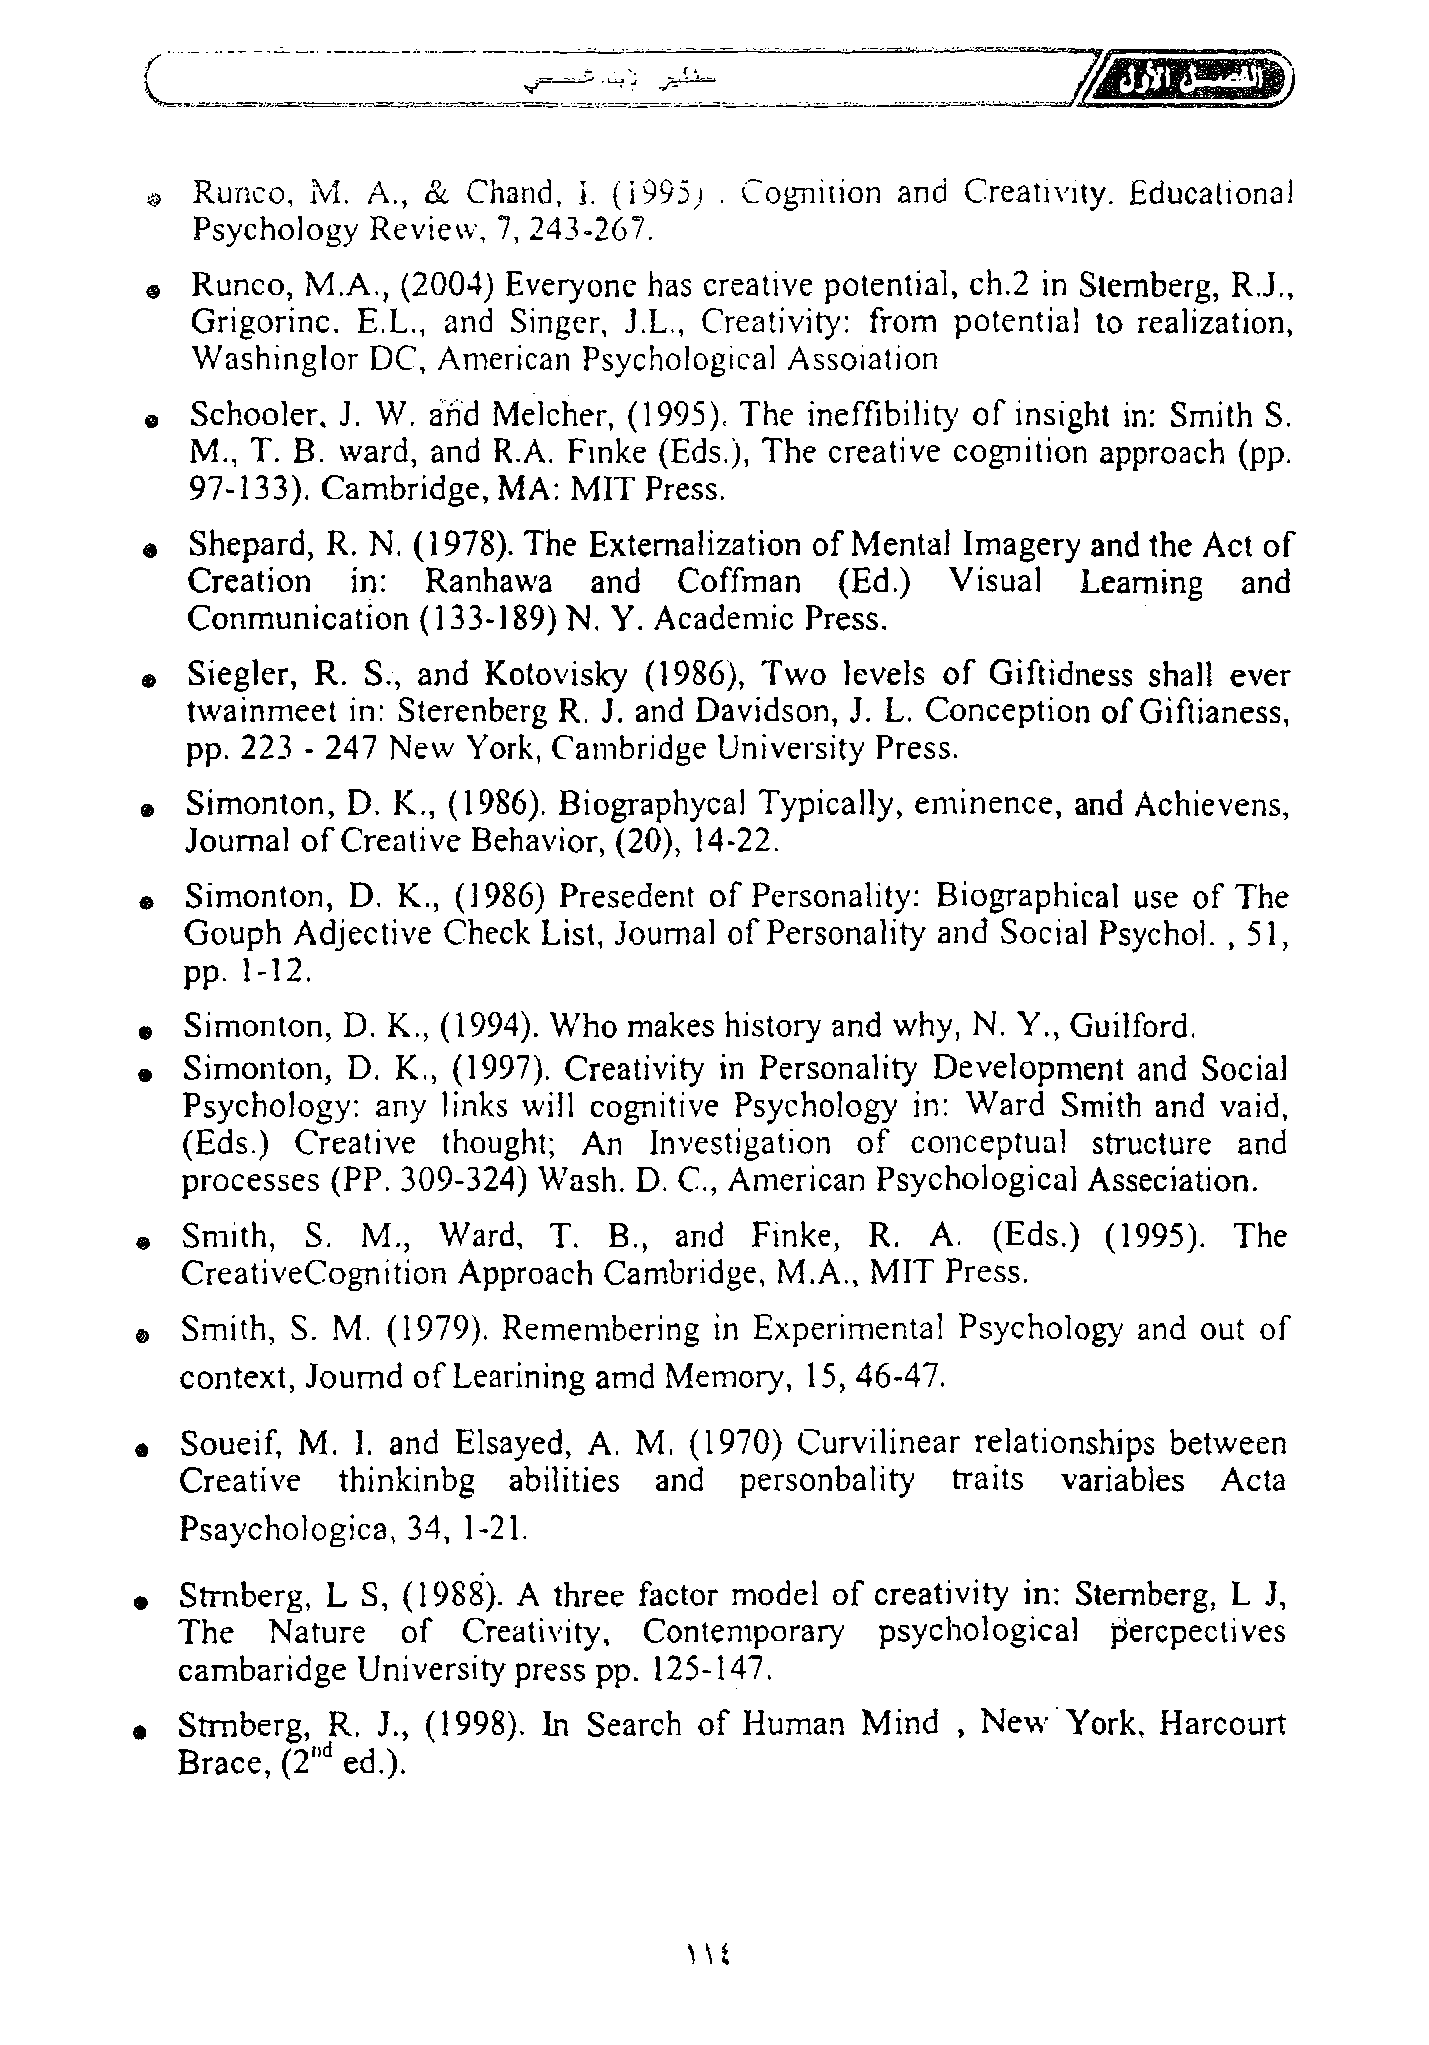 الفصل الأول
• Runco, M. A., & Chand, I. (1995) . Cognition and Creativity. Educational
Psychology Review, 7, 243-267.
• Runco, M.A., (2004) Everyone has creative potential, ch.2 in Stemberg, R.J.,
Grigorinc. E.L., and Singer, J.L., Creativity: from potential to realization,
Washinglor DC, American Psychological Assoiation
• Schooler, J. W. and Melcher, (1995). The ineffibility of insight in: Smith S.
M., T. B. ward, and R.A. Finke (Eds.), The creative cognition approach (pp.
97-133). Cambridge, MA: MIT Press.
• Shepard, R. N. (1978). The Externalization of Mental Imagery and the Act of
Creation in: Ranhawa and Coffman (Ed.) Visual Learning and
Conmunication (133-189) N. Y. Academic Press.
• Siegler, R. S., and Kotovisky (1986), Two levels of Giftidness shall ever
twainmeet in: Sterenberg R. J. and Davidson, J. L. Conception of Giftianess,
pp. 223 - 247 New York, Cambridge University Press.
• Simonton, D. K., (1986). Biographycal Typically, eminence, and Achievens,
Journal of Creative Behavior, (20), 14-22.
• Simonton, D. K., (1986) Presedent of Personality: Biographical use of The
Gouph Adjective Check List, Journal of Personality and Social Psychol. , 51,
pp. 1-12.
• Simonton, D. K., (1994). Who makes history and why, N. Y., Guilford.
• Simonton, D. K., (1997). Creativity in Personality Development and Social
Psychology: any links will cognitive Psychology in: Ward Smith and vaid,
(Eds.) Creative thought; An Investigation of conceptual structure and
processes (PP. 309-324) Wash. D. C., American Psychological Asseciation.
• Smith, S. M., Ward, T. B., and Finke, R. A. (Eds.) (1995). The
CreativeCognition Approach Cambridge, M.A., MIT Press.
• Smith, S. M. (1979). Remembering in Experimental Psychology and out of
context, Journd of Learining amd Memory, 15, 46-47.
• Soueif, M. I. and Elsayed, A. M. (1970) Curvilinear relationships between
Creative thinkinbg abilities and personbality traits variables Acta
Psaychologica, 34, 1-21.
• Strnberg, L S, (1988). A three factor model of creativity in: Sternberg, L J,
The Nature of Creativity, Contemporary psychological percpectives
cambaridge University press pp. 125-147.
• Strnberg, R. J., (1998). In Search of Human Mind , New York, Harcourt
Brace, (2nd ed.).
١١٤